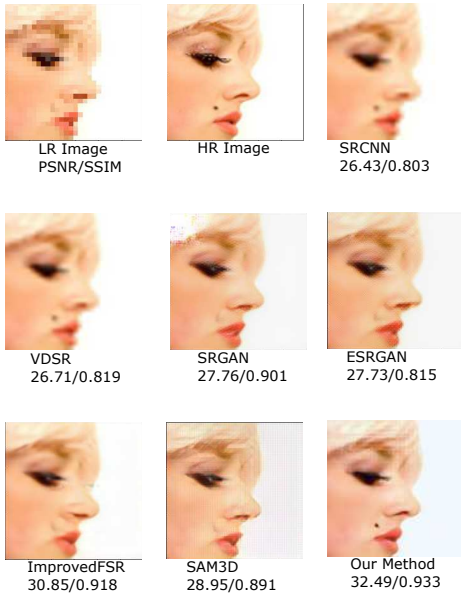 LR Image
PSNR/SSIM
HR Image
SRCNN
26.43/0.803
VDSR
26.71/0.819
SRGAN
27.76/0.901
ESRGAN
27.73/0.815
ImprovedFSR
30.85/0.918
SAM3D
28.95/0.891
Our Method
32.49/0.933